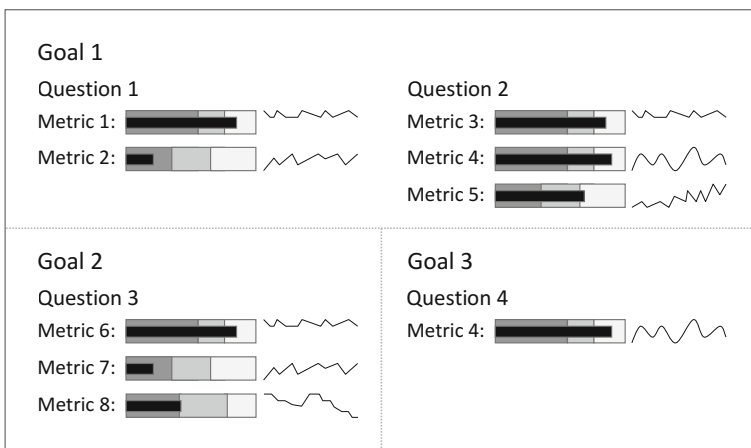 Goal 1
Question 1
Metric 1:
Metric 2:
Question 2
Metric 3:
Metric 4:
Metric 5:
Goal 2
Question 3
Metric 6:
Metric 7:
Metric 8:
Goal 3
Question 4
Metric 4: